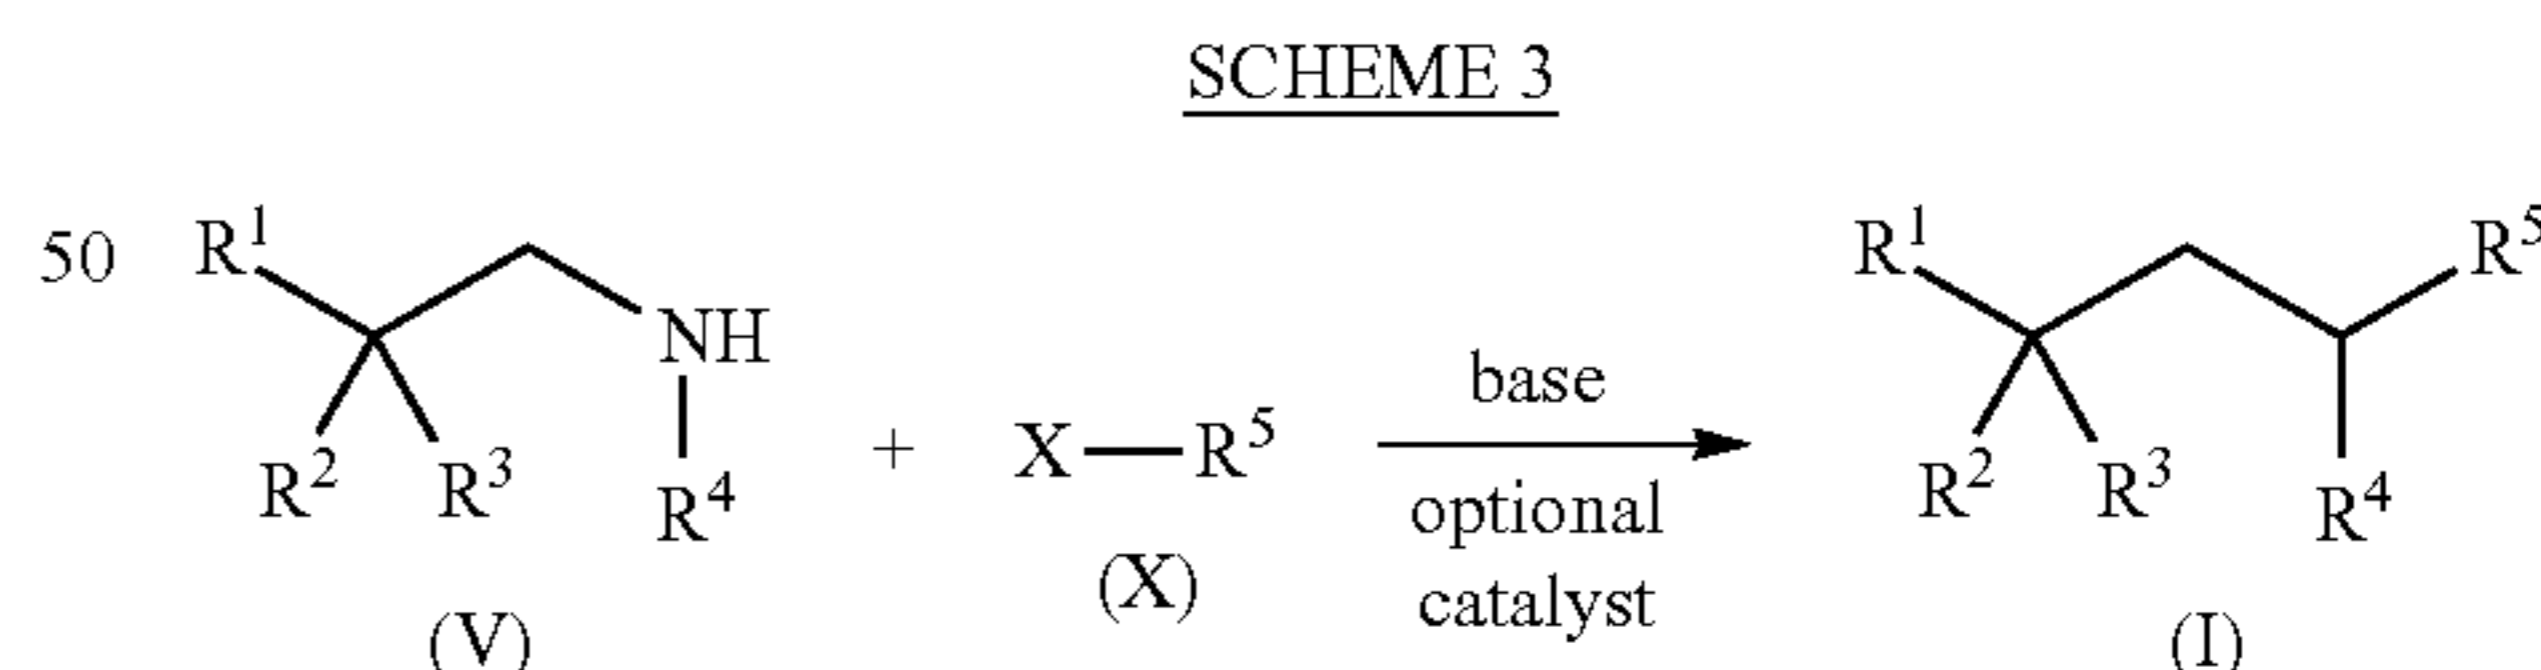 SCHEME 3
50
R¹ R² R³ NH R⁴ (V)
+
X—R⁵ (X)
base
optional
catalyst
R¹ R² R³ R⁵ R⁴ (I)